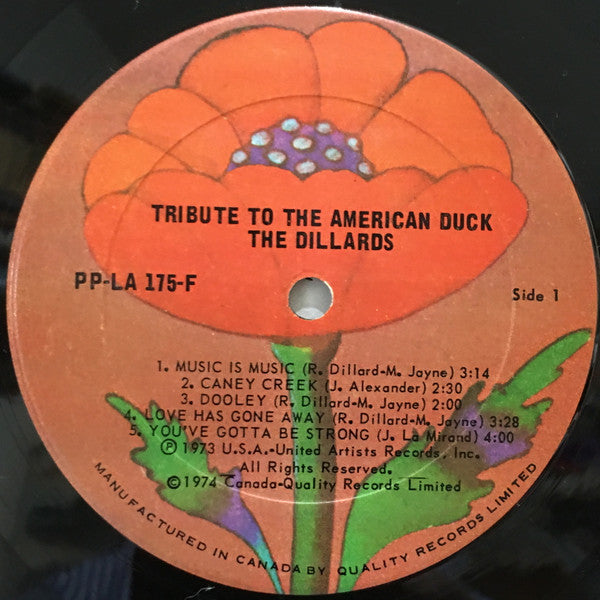 TRIBUTE TO THE AMERICAN DUCK
THE DILLARDS
PP-LA 175-F
Side 1
1. MUSIC IS MUSIC (R. Dillard-M. Jayne) 3:14
2. CANEY CREEK (J. Alexander) 2:30
3. DOOLEY (R. Dillard-M. Jayne) 2:00
4. LOVE HAS GONE AWAY (R. Dillard-M. Jayne) 3:28
5. YOU'VE GOTTA BE STRONG (J. La Mirand) 4:00
Ⓟ1973 U.S.A.-United Artists Records, Inc.
All Rights Reserved.
©1974 Canada-Quality Records Limited
MANUFACTURED IN CANADA BY QUALITY RECORDS LIMITED